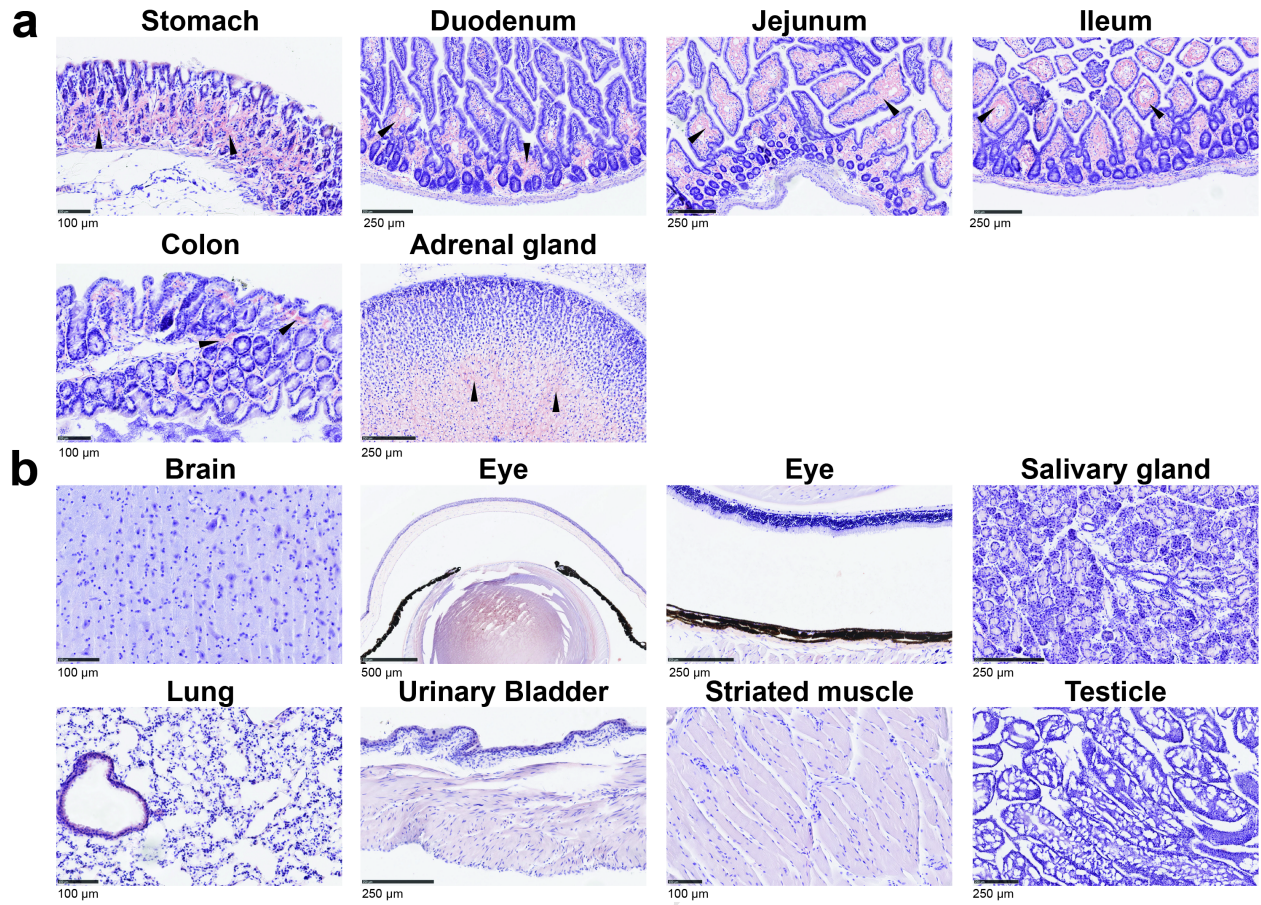 a
Stomach Duodenum Jejunum Ileum
100 µm 250 µm 250 µm 250 µm
Colon Adrenal gland
100 µm 250 µm
b
Brain Eye Eye Salivary gland
100 µm 500 µm 250 µm 250 µm
Lung Urinary Bladder Striated muscle Testicle
100 µm 250 µm 100 µm 250 µm